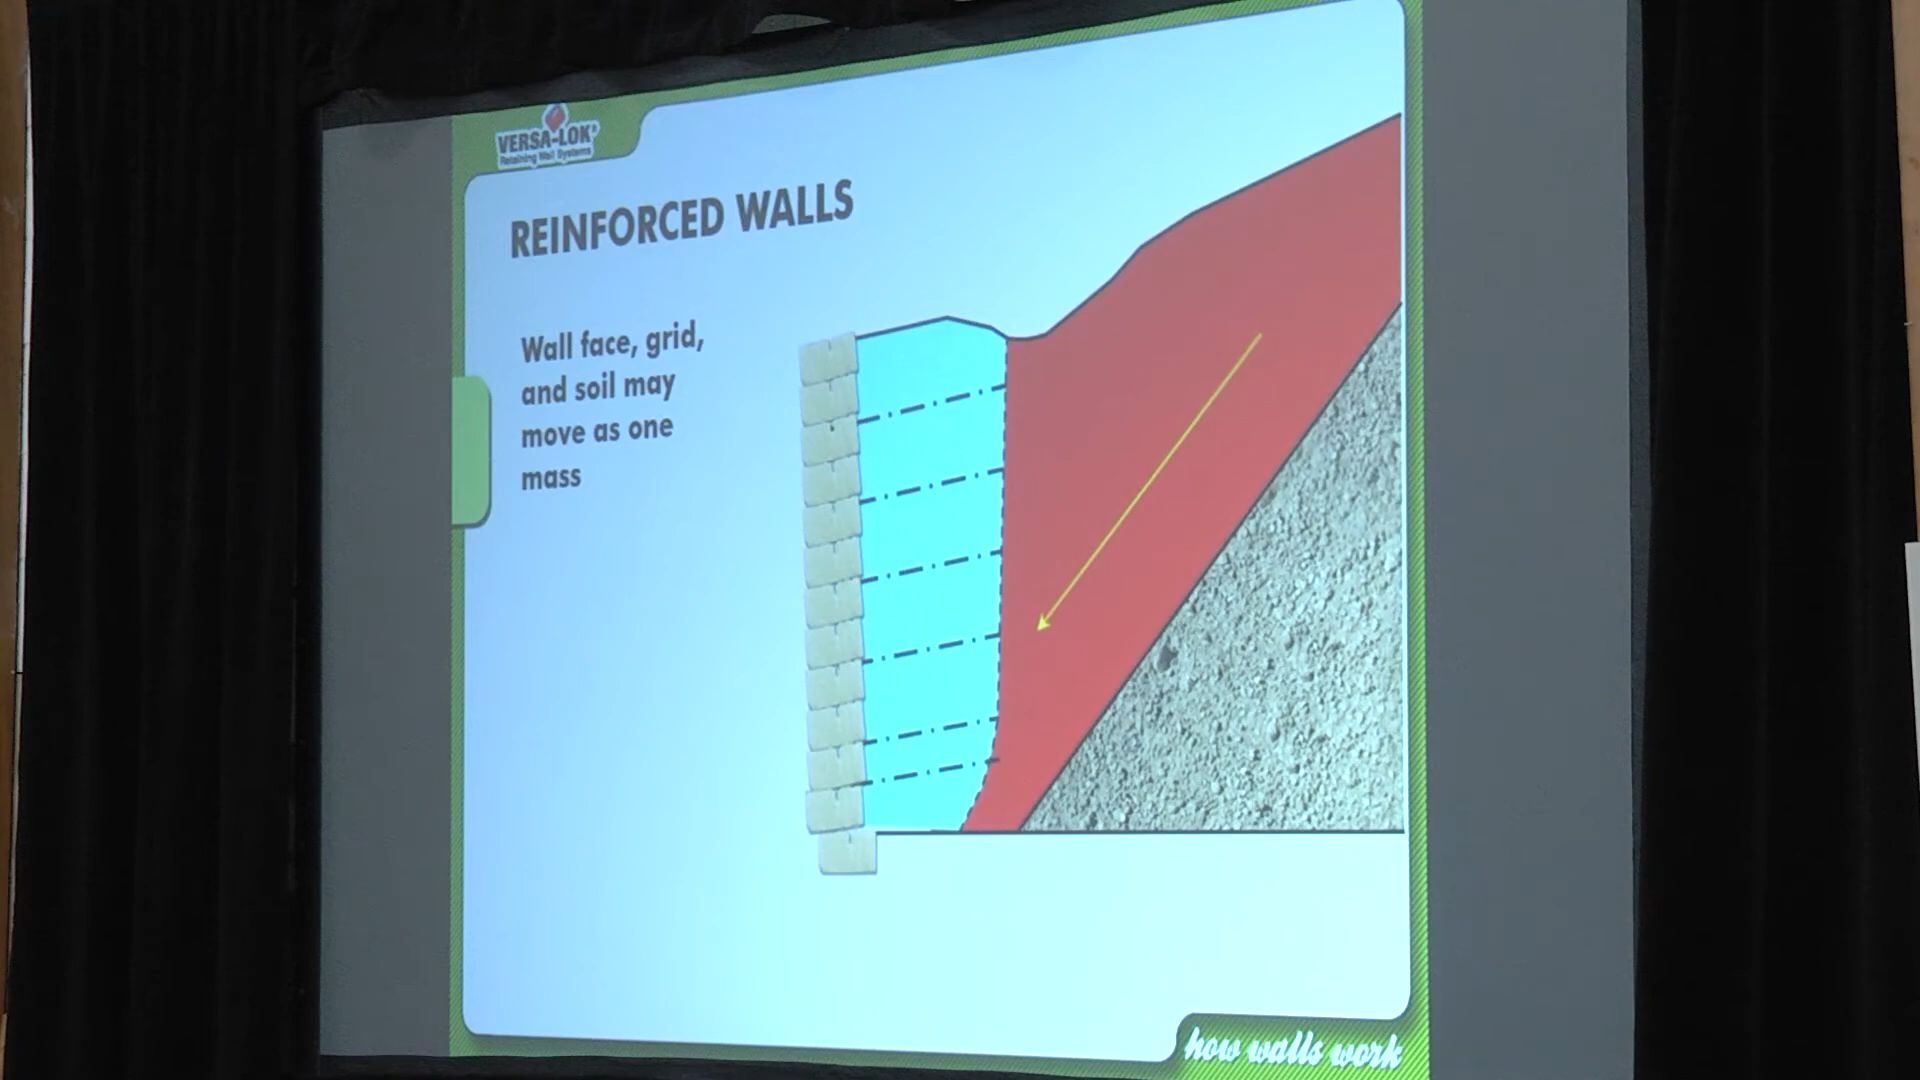 VERSA-LOK®
Retaining Wall Systems
REINFORCED WALLS
Wall face, grid,
and soil may
move as one
mass
how walls work